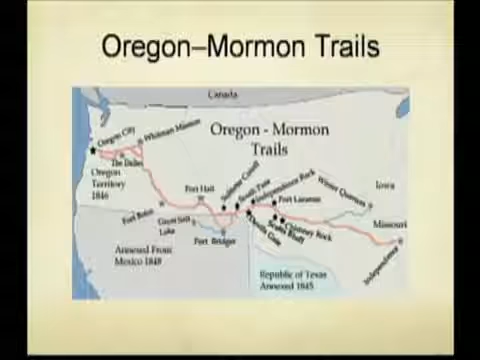 Oregon–Mormon Trails
Canada
Oregon City
Whitman Mission
Oregon - Mormon
Trails
The Dalles
Oregon
Territory
1846
Fort Hall
South Pass
Independence Rock
Fort Laramie
Winter Quarters
Iowa
Missouri
Fort Boise
Great Salt
Lake
Fort Bridger
Devils Gate
Scotts Bluff
Chimney Rock
Independence
Annexed From
Mexico 1848
Republic of Texas
Annexed 1845